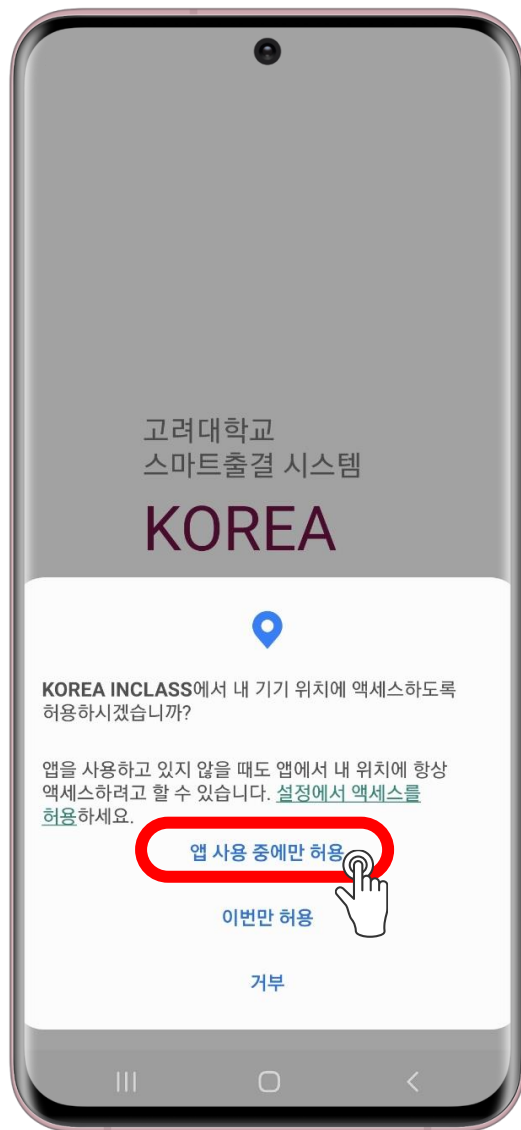 고려대학교
스마트출결 시스템
KOREA
KOREA INCLASS에서 내 기기 위치에 액세스하도록
허용하시겠습니까?
앱을 사용하고 있지 않을 때도 앱에서 내 위치에 항상
액세스하려고 할 수 있습니다. 설정에서 액세스를
허용하세요.
앱 사용 중에만 허용
이번만 허용
거부